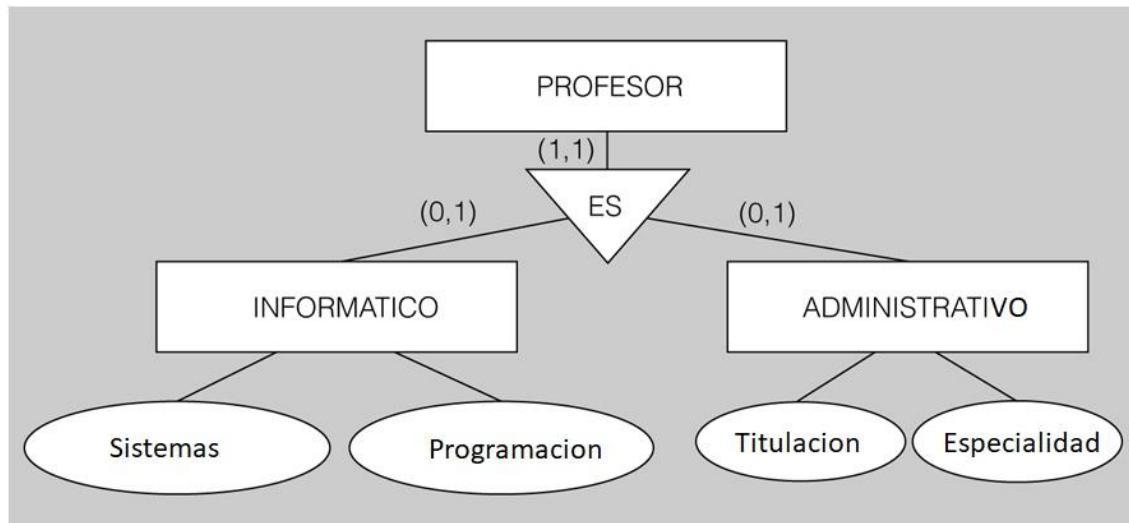 PROFESOR
(1,1)
ES
(0,1)
(0,1)
INFORMATICO
ADMINISTRATIVO
Sistemas
Programacion
Titulacion
Especialidad